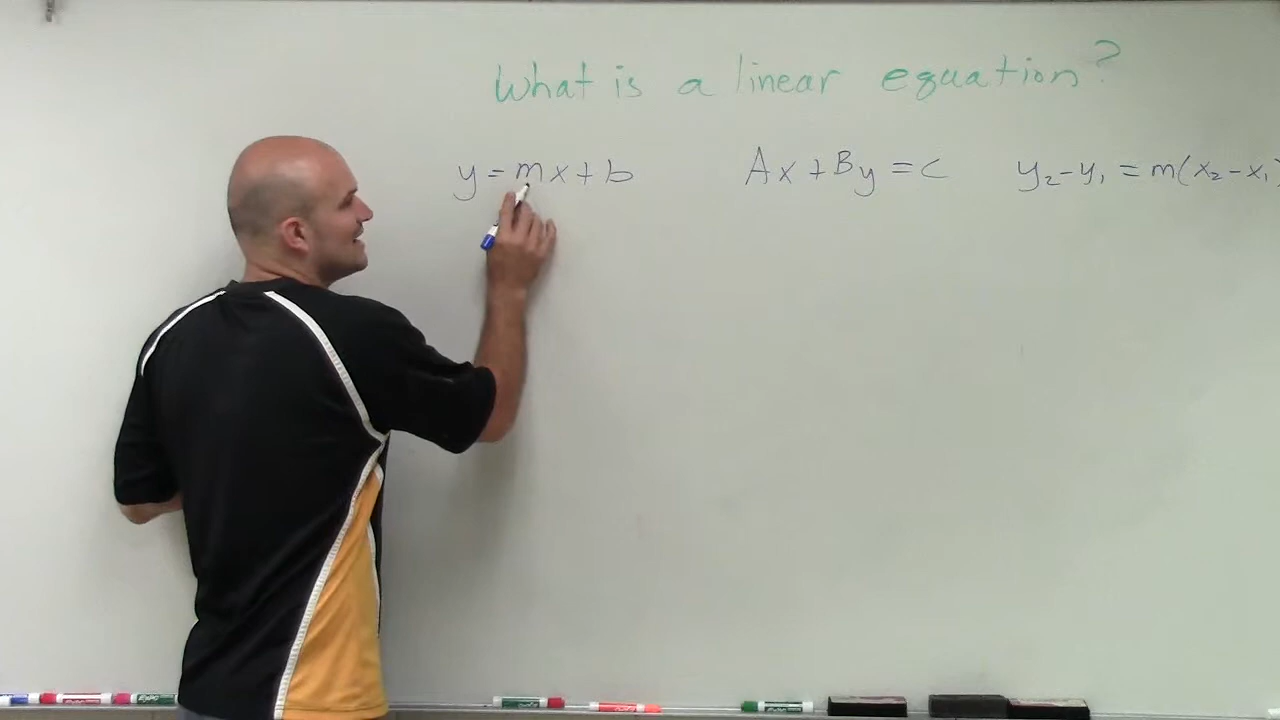 What is a linear equation?
y = mx + b Ax + By = C y₂ - y₁ = m(x₂ - x₁)